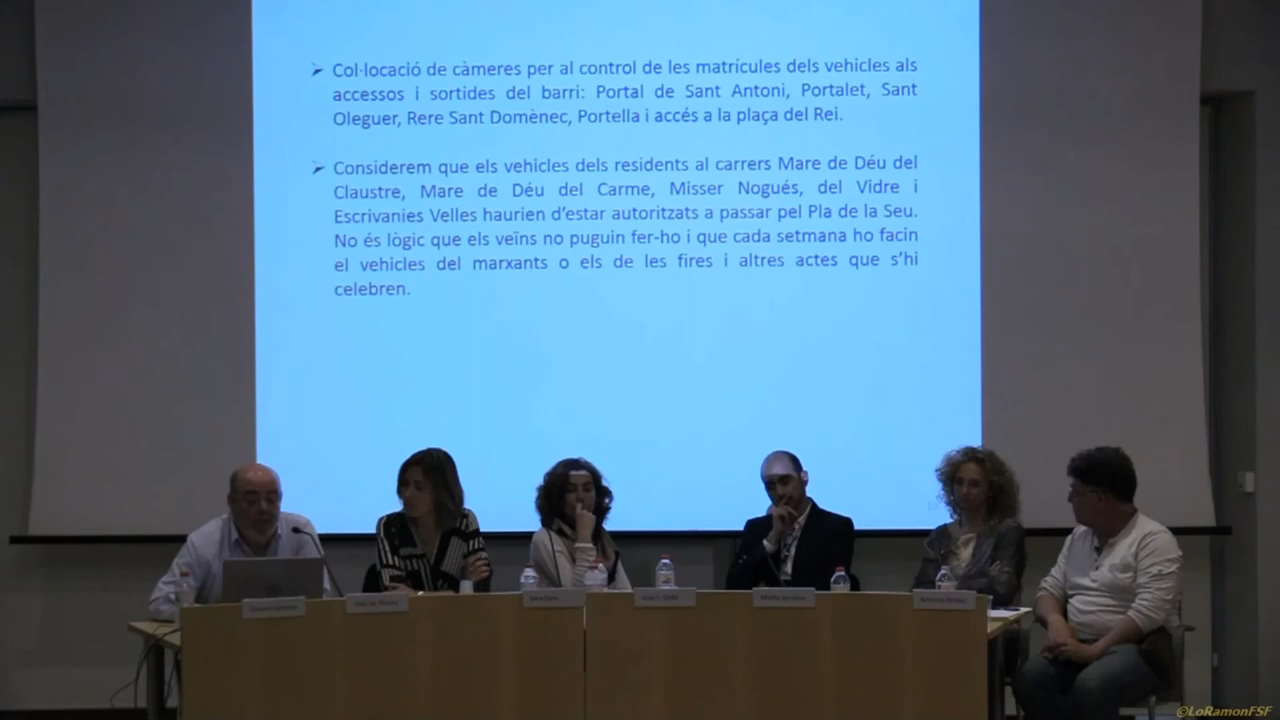 Col·locació de càmeres per al control de les matrícules dels vehicles als
accessos i sortides del barri: Portal de Sant Antoni, Portalet, Sant
Oleguer, Rere Sant Domènec, Portella i accés a la plaça del Rei.
Considerem que els vehicles dels residents al carrers Mare de Déu del
Claustre, Mare de Déu del Carme, Misser Nogués, del Vidre i
Escrivanies Velles haurien d'estar autoritzats a passar pel Pla de la Seu.
No és lògic que els veïns no puguin fer-ho i que cada setmana ho facin
el vehicles del marxants o els de les fires i altres actes que s'hi
celebren.
©LoRamonFSF